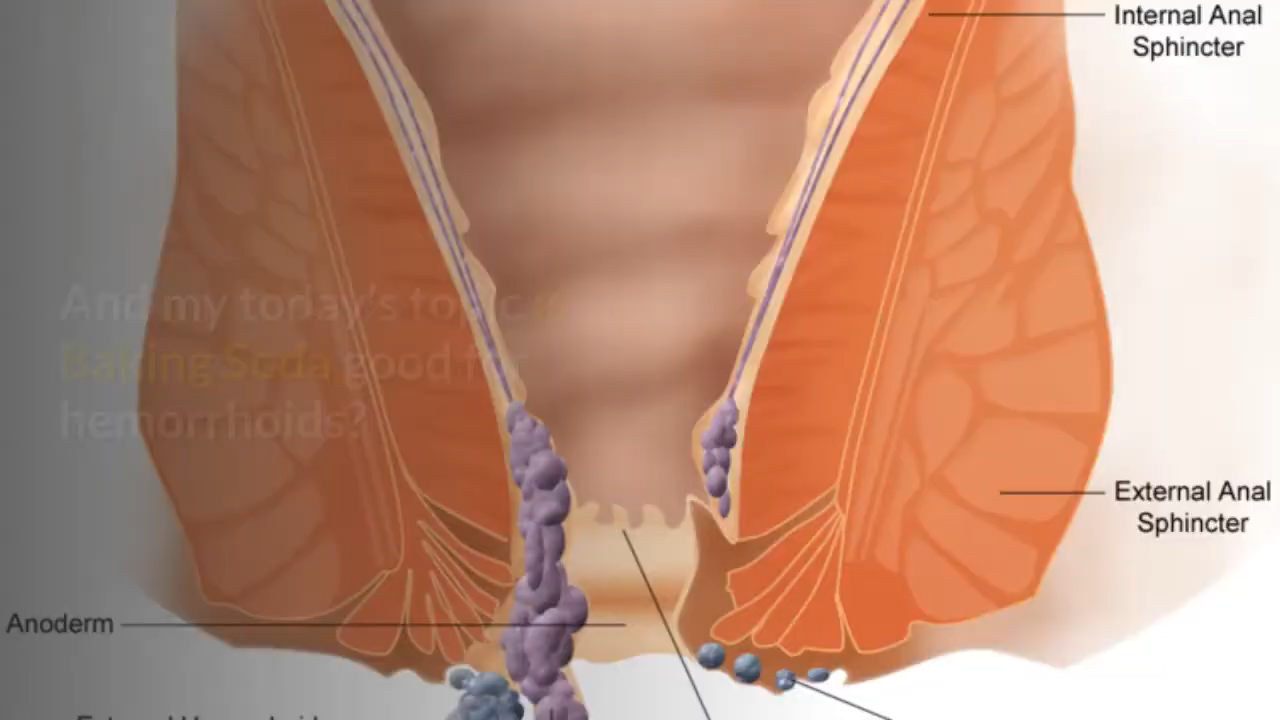 Internal Anal
Sphincter
And my today's topic is
Baking Soda good for
hemorrhoids?
External Anal
Sphincter
Anoderm